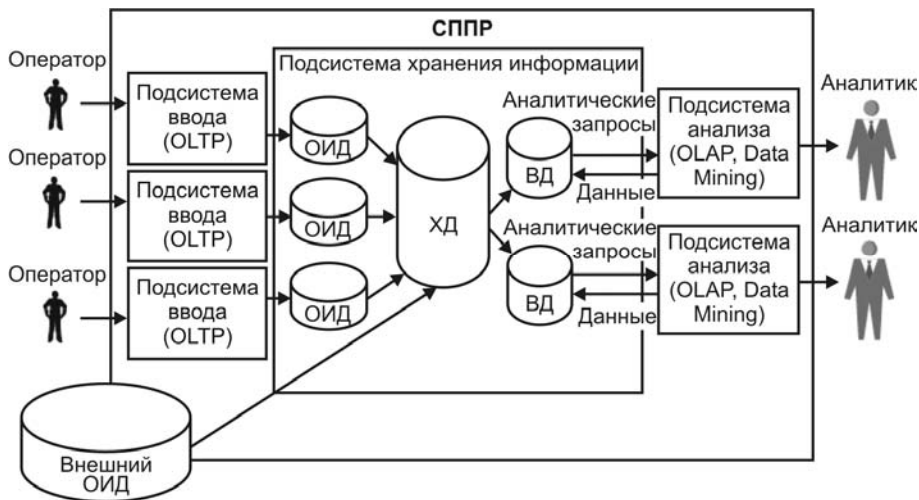 СППР
Подсистема хранения информации
Оператор
Подсистема
ввода
(OLTP)
ОИД
Оператор
Подсистема
ввода
(OLTP)
ОИД
Оператор
Подсистема
ввода
(OLTP)
ОИД
Внешний
ОИД
ХД
Аналитические
запросы
ВД
Данные
Подсистема
анализа
(OLAP, Data
Mining)
Аналитик
Аналитические
запросы
ВД
Данные
Подсистема
анализа
(OLAP, Data
Mining)
Аналитик